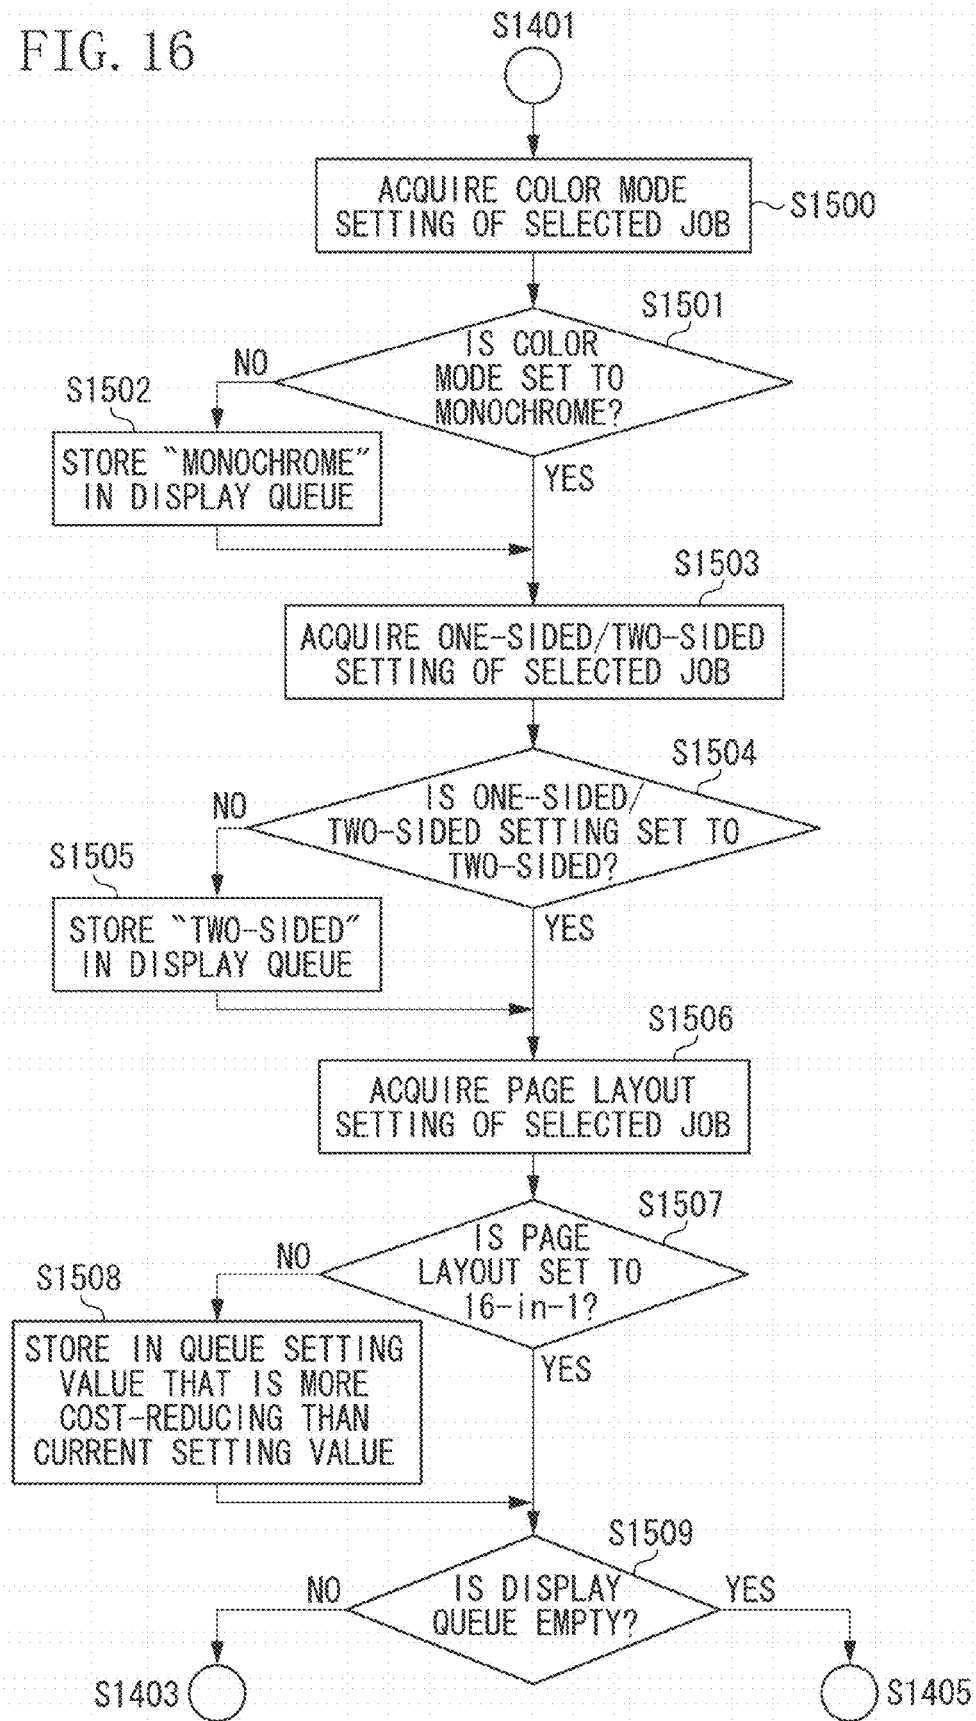 FIG. 16
S1401
ACQUIRE COLOR MODE
SETTING OF SELECTED JOB
S1500
S1501
IS COLOR
MODE SET TO
MONOCHROME?
NO
YES
S1502
STORE “MONOCHROME”
IN DISPLAY QUEUE
S1503
ACQUIRE ONE-SIDED/TWO-SIDED
SETTING OF SELECTED JOB
S1504
IS ONE-SIDED/
TWO-SIDED SETTING SET TO
TWO-SIDED?
NO
YES
S1505
STORE “TWO-SIDED”
IN DISPLAY QUEUE
S1506
ACQUIRE PAGE LAYOUT
SETTING OF SELECTED JOB
S1507
IS PAGE
LAYOUT SET TO
16-in-1?
NO
YES
S1508
STORE IN QUEUE SETTING
VALUE THAT IS MORE
COST-REDUCING THAN
CURRENT SETTING VALUE
S1509
IS DISPLAY
QUEUE EMPTY?
NO
YES
S1403
S1405